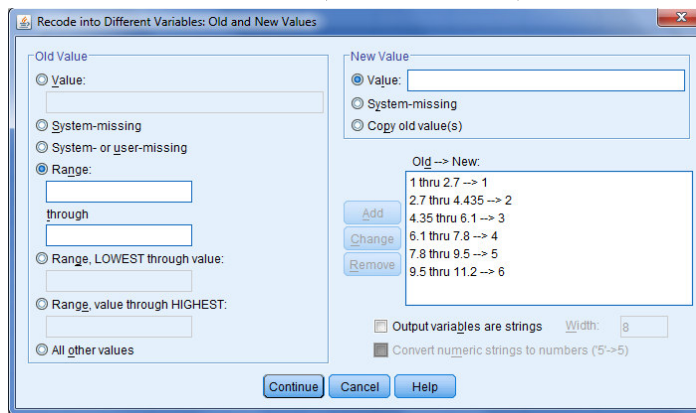 Recode into Different Variables: Old and New Values
Old Value
Value:
System-missing
System- or user-missing
Range:
through
Range, LOWEST through value:
Range, value through HIGHEST:
All other values
New Value
Value:
System-missing
Copy old value(s)
Old --> New:
1 thru 2.7 --> 1
2.7 thru 4.435 --> 2
4.35 thru 6.1 --> 3
6.1 thru 7.8 --> 4
7.8 thru 9.5 --> 5
9.5 thru 11.2 --> 6
Add
Change
Remove
Output variables are strings Width: 8
Convert numeric strings to numbers ('5'->5)
Continue Cancel Help